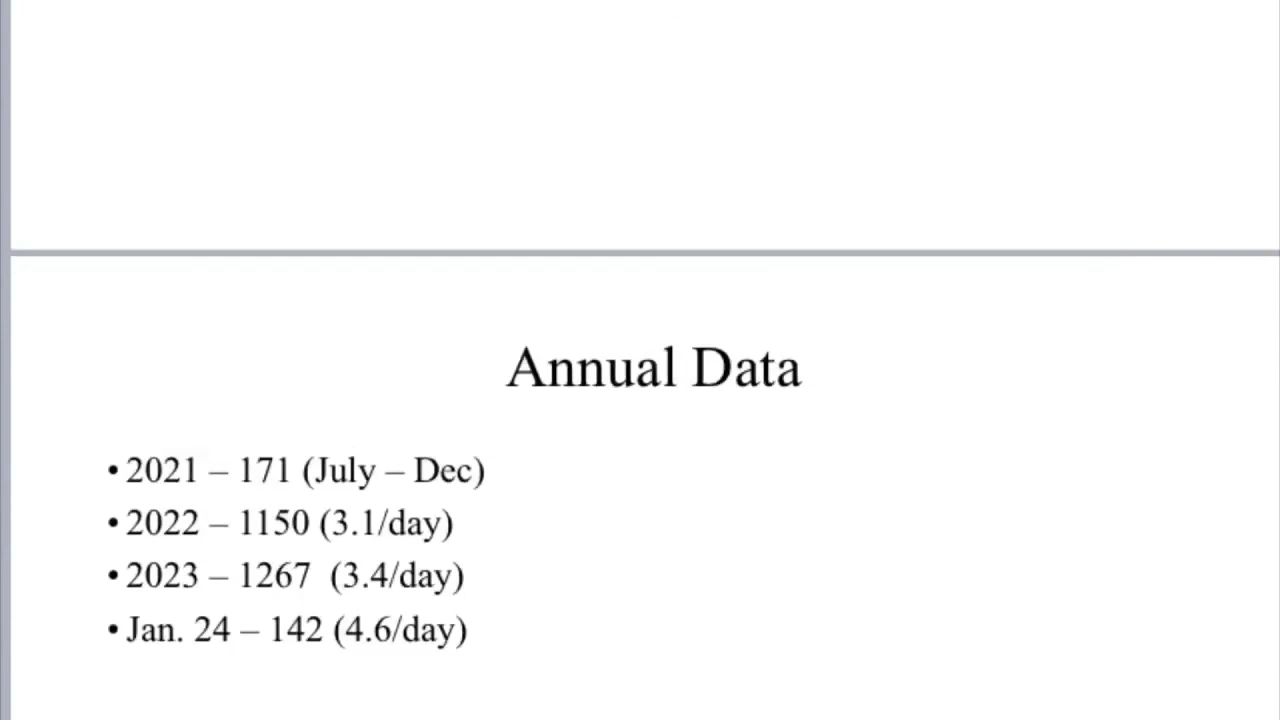 Annual Data
• 2021 – 171 (July – Dec)
• 2022 – 1150 (3.1/day)
• 2023 – 1267  (3.4/day)
• Jan. 24 – 142 (4.6/day)